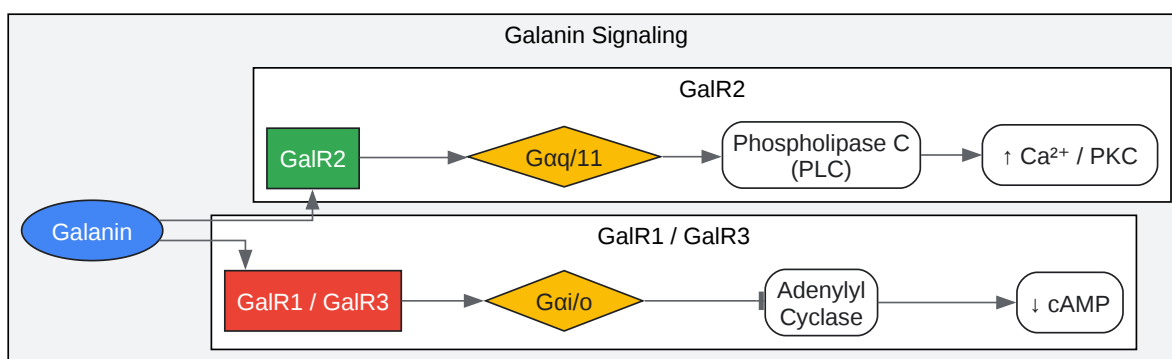 Galanin Signaling
GalR2
GalR2
Gαq/11
Phospholipase C
(PLC)
↑ Ca²⁺ / PKC
Galanin
GalR1 / GalR3
GalR1 / GalR3
Gαi/o
Adenylyl
Cyclase
↓ cAMP